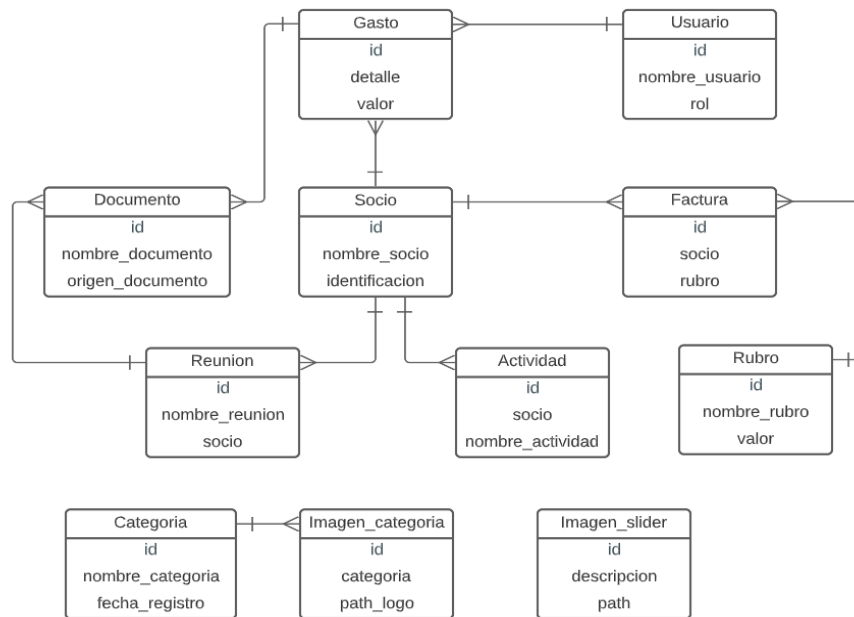 Gasto
id
detalle
valor
Usuario
id
nombre_usuario
rol
Documento
id
nombre_documento
origen_documento
Socio
id
nombre_socio
identificacion
Factura
id
socio
rubro
Reunion
id
nombre_reunion
socio
Actividad
id
socio
nombre_actividad
Rubro
id
nombre_rubro
valor
Categoria
id
nombre_categoria
fecha_registro
Imagen_categoria
id
categoria
path_logo
Imagen_slider
id
descripcion
path